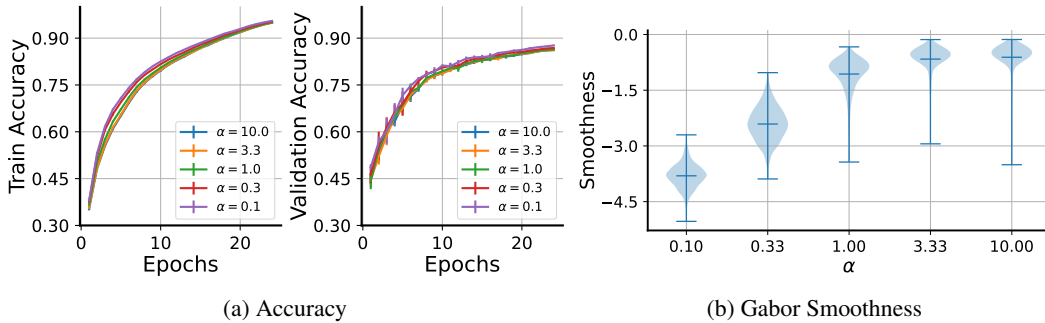 Train Accuracy
0.90
0.75
0.60
0.45
0.30
0
10
20
Epochs
α = 10.0
α = 3.3
α = 1.0
α = 0.3
α = 0.1
Validation Accuracy
0.90
0.75
0.60
0.45
0.30
0
10
20
Epochs
α = 10.0
α = 3.3
α = 1.0
α = 0.3
α = 0.1
(a) Accuracy
Smoothness
0.0
−1.5
−3.0
−4.5
0.10
0.33
1.00
3.33
10.00
α
(b) Gabor Smoothness